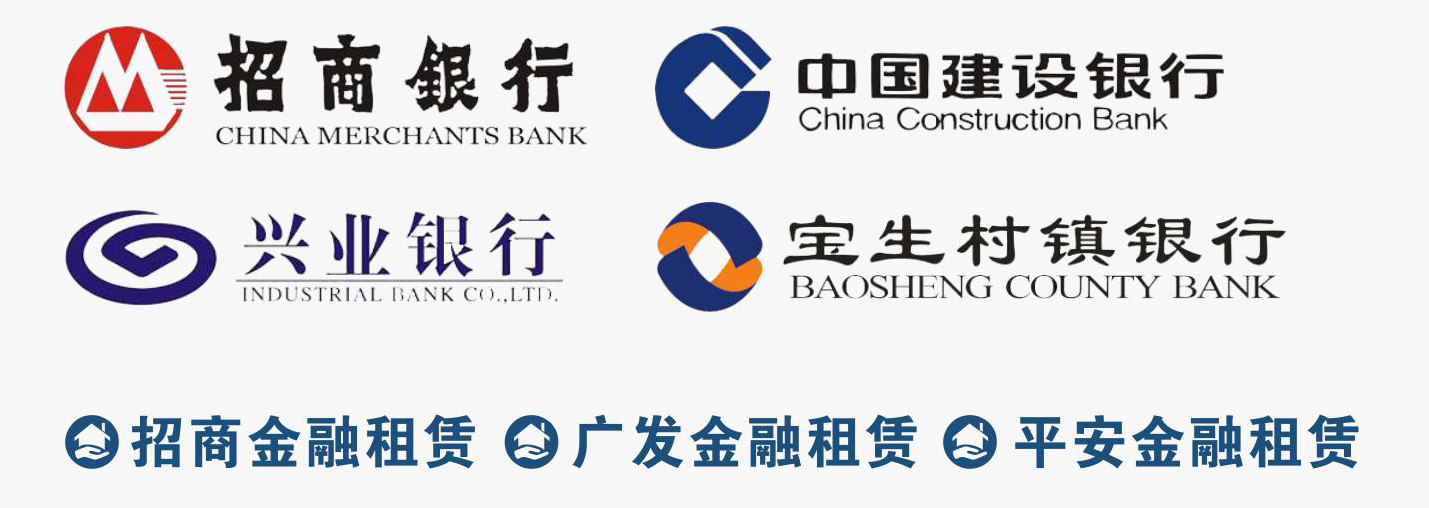 招商银行
CHINA MERCHANTS BANK
中国建设银行
China Construction Bank
兴业银行
INDUSTRIAL BANK CO.,LTD.
宝生村镇银行
BAOSHENG COUNTY BANK
招商金融租赁 广发金融租赁 平安金融租赁